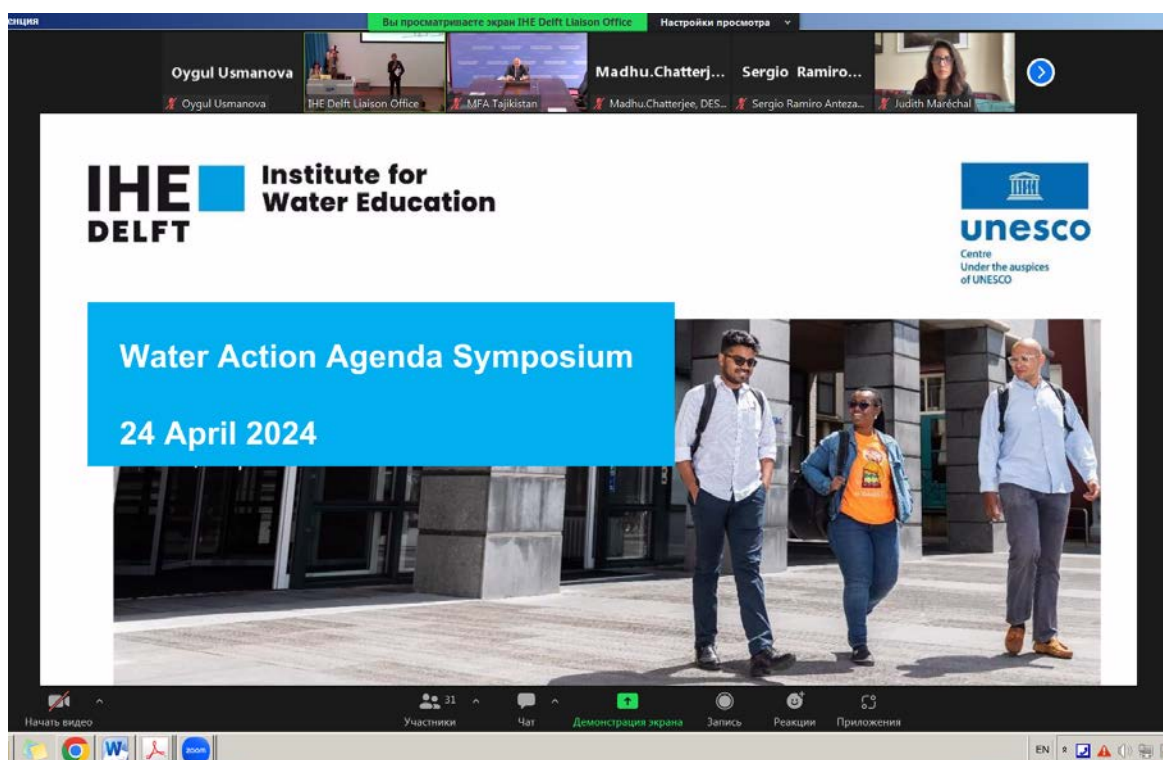 енция
Вы просматриваете экран IHE Delft Liaison Office
Настройки просмотра
Oygul Usmanova
Madhu.Chatterj...
Sergio Ramiro...
Oygul Usmanova
IHE Delft Liaison Office
MFA Tajikistan
Madhu.Chatterjee, DES...
Sergio Ramiro Anteza...
Judith Maréchal
IHE
DELFT
Institute for
Water Education
unesco
Centre
Under the auspices
of UNESCO
Water Action Agenda Symposium
24 April 2024
Начать видео
31
Участники
Чат
Демонстрация экрана
Запись
Реакции
Приложения
zoom
EN